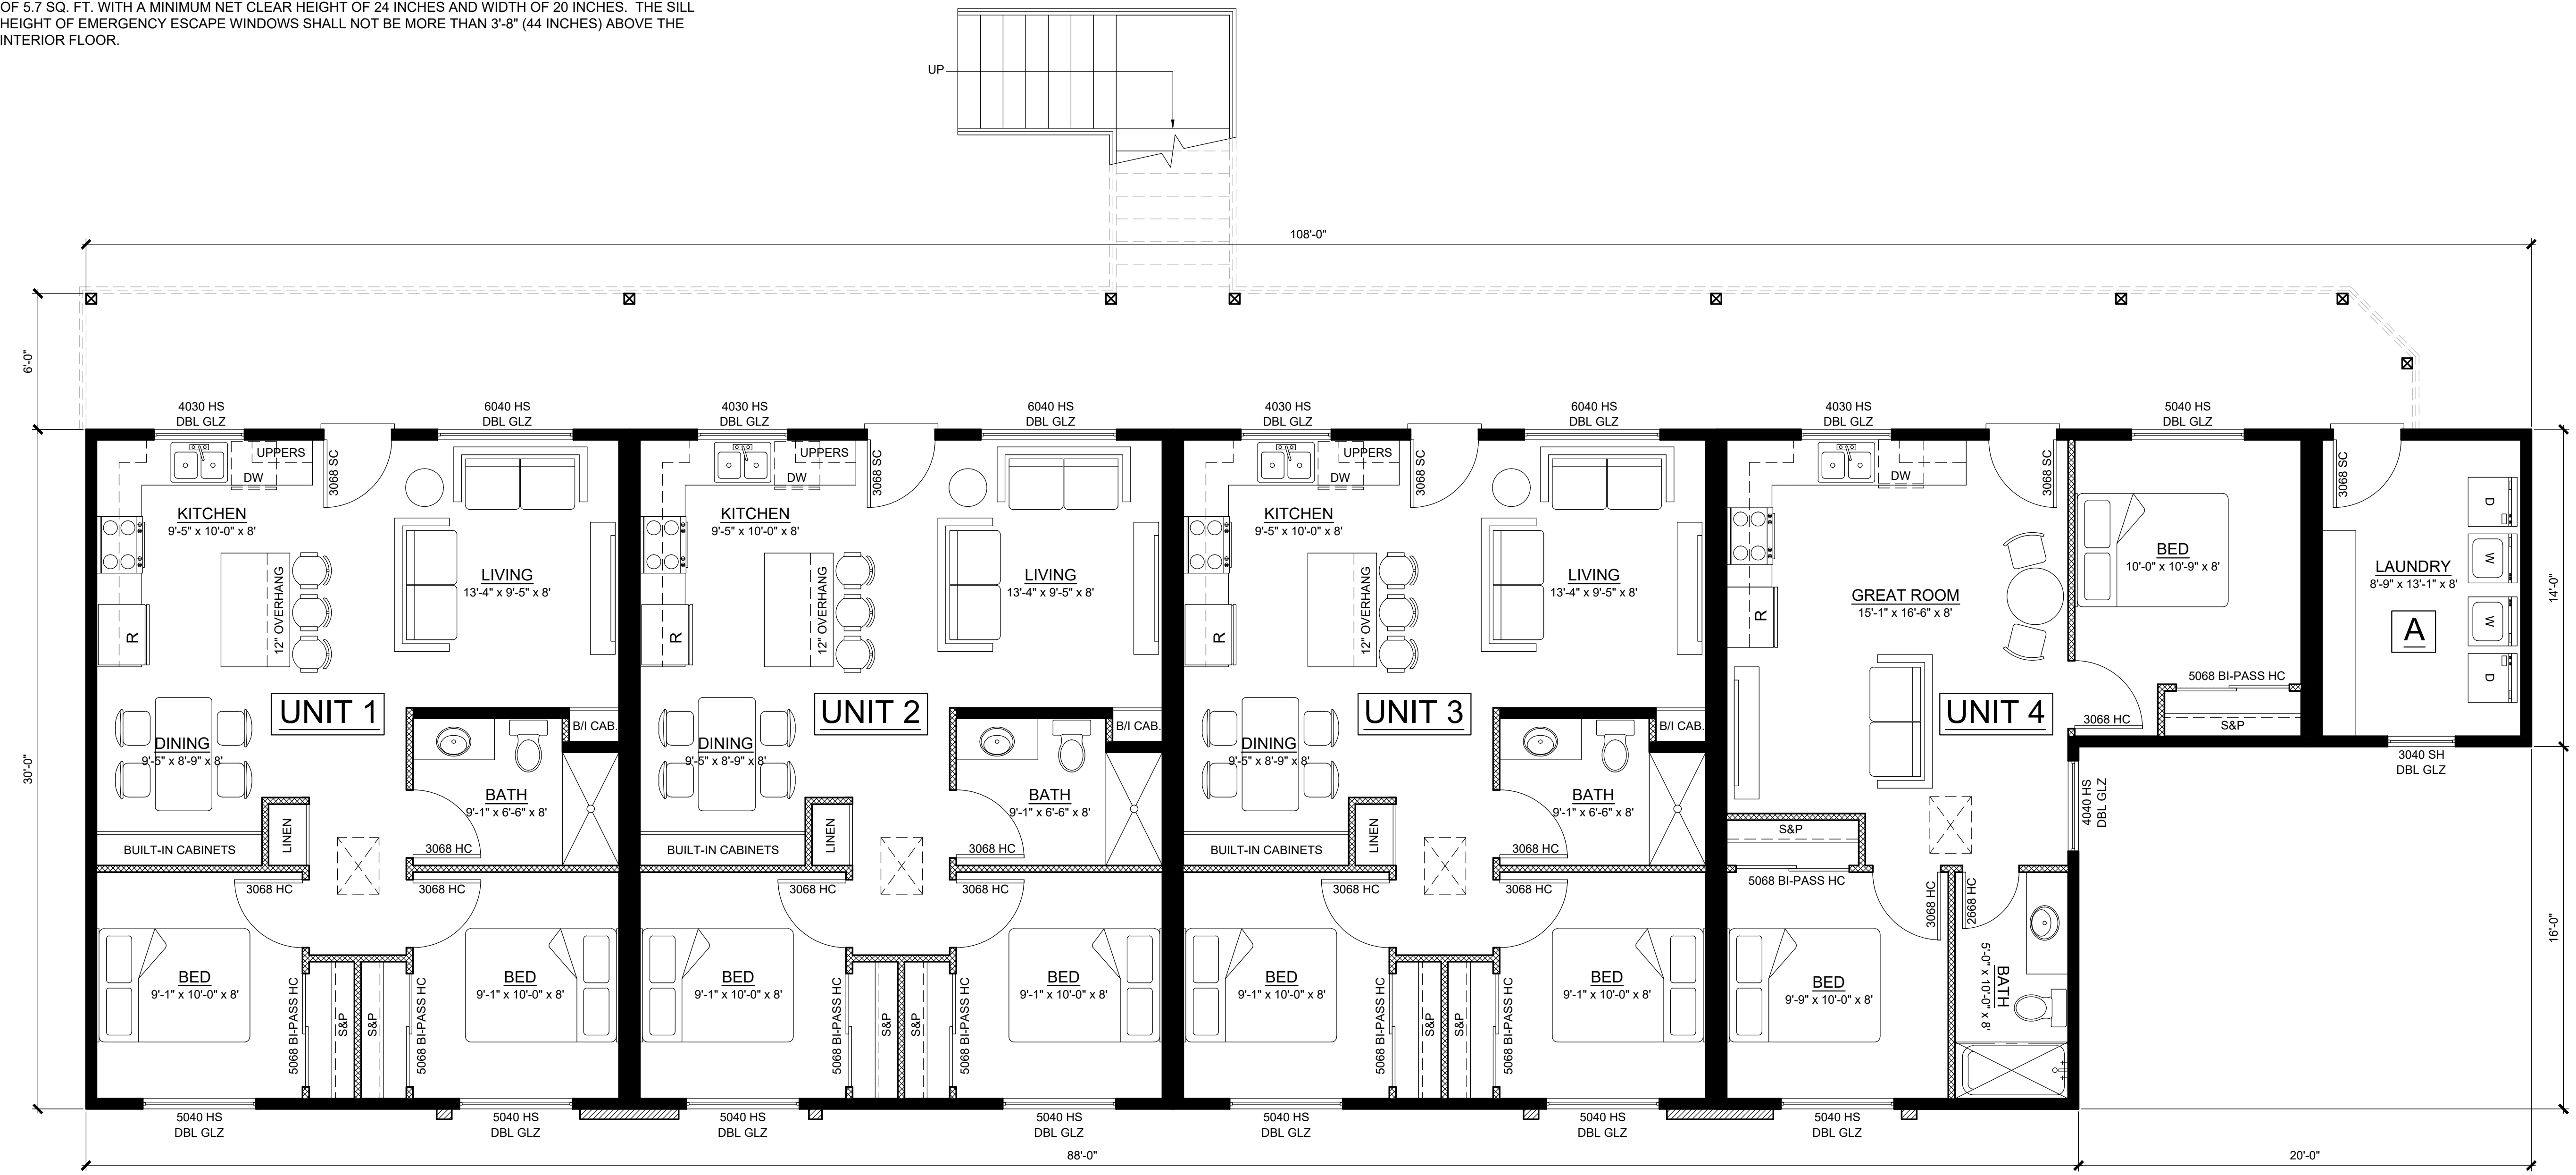 OF 5.7 SQ. FT. WITH A MINIMUM NET CLEAR HEIGHT OF 24 INCHES AND WIDTH OF 20 INCHES.  THE SILL
HEIGHT OF EMERGENCY ESCAPE WINDOWS SHALL NOT BE MORE THAN 3'-8" (44 INCHES) ABOVE THE
INTERIOR FLOOR.
UP
108'-0"
6'-0"
4030 HS
DBL GLZ
6040 HS
DBL GLZ
4030 HS
DBL GLZ
6040 HS
DBL GLZ
4030 HS
DBL GLZ
6040 HS
DBL GLZ
4030 HS
DBL GLZ
5040 HS
DBL GLZ
30'-0"
UPPERS
DW
3068 SC
KITCHEN
9'-5" x 10'-0" x 8'
LIVING
13'-4" x 9'-5" x 8'
12" OVERHANG
R
UNIT 1
B/I CAB.
DINING
9'-5" x 8'-9" x 8'
BATH
9'-1" x 6'-6" x 8'
LINEN
BUILT-IN CABINETS
3068 HC
3068 HC
3068 HC
BED
9'-1" x 10'-0" x 8'
BED
9'-1" x 10'-0" x 8'
5068 BI-PASS HC
S&P
S&P
5068 BI-PASS HC
UPPERS
DW
3068 SC
KITCHEN
9'-5" x 10'-0" x 8'
LIVING
13'-4" x 9'-5" x 8'
12" OVERHANG
R
UNIT 2
B/I CAB.
DINING
9'-5" x 8'-9" x 8'
BATH
9'-1" x 6'-6" x 8'
LINEN
BUILT-IN CABINETS
3068 HC
3068 HC
3068 HC
BED
9'-1" x 10'-0" x 8'
BED
9'-1" x 10'-0" x 8'
5068 BI-PASS HC
S&P
S&P
5068 BI-PASS HC
UPPERS
DW
3068 SC
KITCHEN
9'-5" x 10'-0" x 8'
LIVING
13'-4" x 9'-5" x 8'
12" OVERHANG
R
UNIT 3
B/I CAB.
DINING
9'-5" x 8'-9" x 8'
BATH
9'-1" x 6'-6" x 8'
LINEN
BUILT-IN CABINETS
3068 HC
3068 HC
3068 HC
BED
9'-1" x 10'-0" x 8'
BED
9'-1" x 10'-0" x 8'
5068 BI-PASS HC
S&P
S&P
5068 BI-PASS HC
DW
3068 SC
R
GREAT ROOM
15'-1" x 16'-6" x 8'
BED
10'-0" x 10'-9" x 8'
5068 BI-PASS HC
S&P
UNIT 4
3068 HC
4040 HS
DBL GLZ
S&P
5068 BI-PASS HC
3068 HC
2668 HC
BED
9'-9" x 10'-0" x 8'
BATH
5'-0" x 10'-0" x 8'
3068 SC
D
W
LAUNDRY
8'-9" x 13'-1" x 8'
A
W
D
3040 SH
DBL GLZ
14'-0"
16'-0"
5040 HS
DBL GLZ
5040 HS
DBL GLZ
5040 HS
DBL GLZ
5040 HS
DBL GLZ
5040 HS
DBL GLZ
5040 HS
DBL GLZ
5040 HS
DBL GLZ
88'-0"
20'-0"